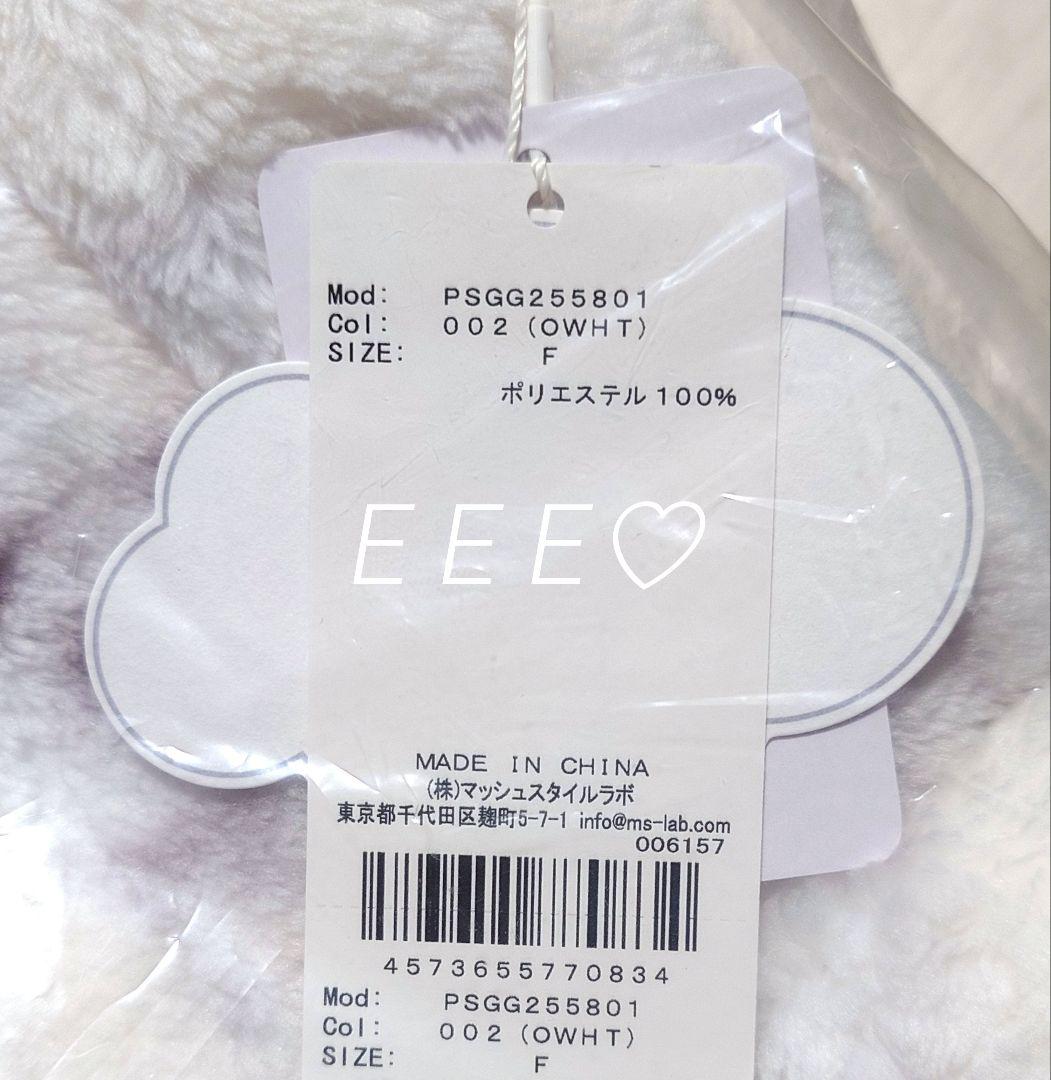 Mod: PSGG255801
Col: 002 (OWHT)
SIZE: F
ポリエステル 100%
EEE♡
MADE IN CHINA
(株)マッシュスタイルラボ
東京都千代田区麹町5-7-1 info@ms-lab.com
006157
4573655770834
Mod: PSGG255801
Col: 002 (OWHT)
SIZE: F